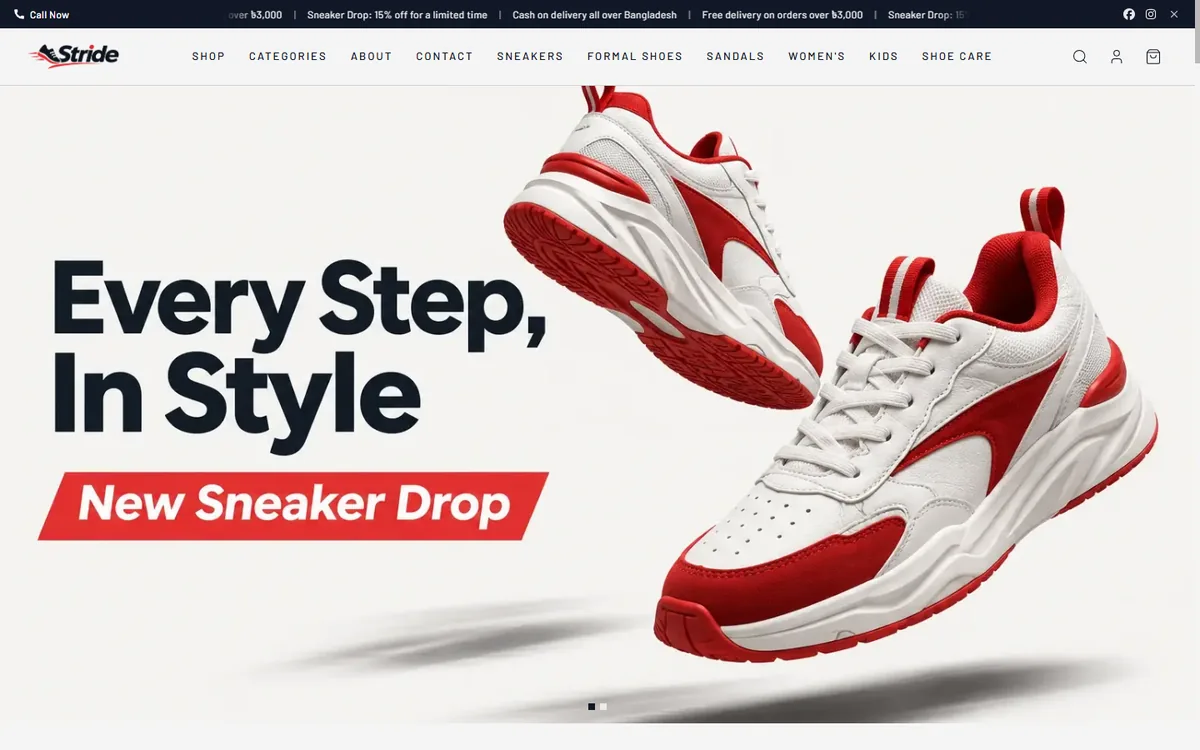 Call Now
over ৳3,000 | Sneaker Drop: 15% off for a limited time | Cash on delivery all over Bangladesh | Free delivery on orders over ৳3,000 | Sneaker Drop: 15
Stride
SHOP CATEGORIES ABOUT CONTACT SNEAKERS FORMAL SHOES SANDALS WOMEN'S KIDS SHOE CARE
Every Step,
In Style
New Sneaker Drop